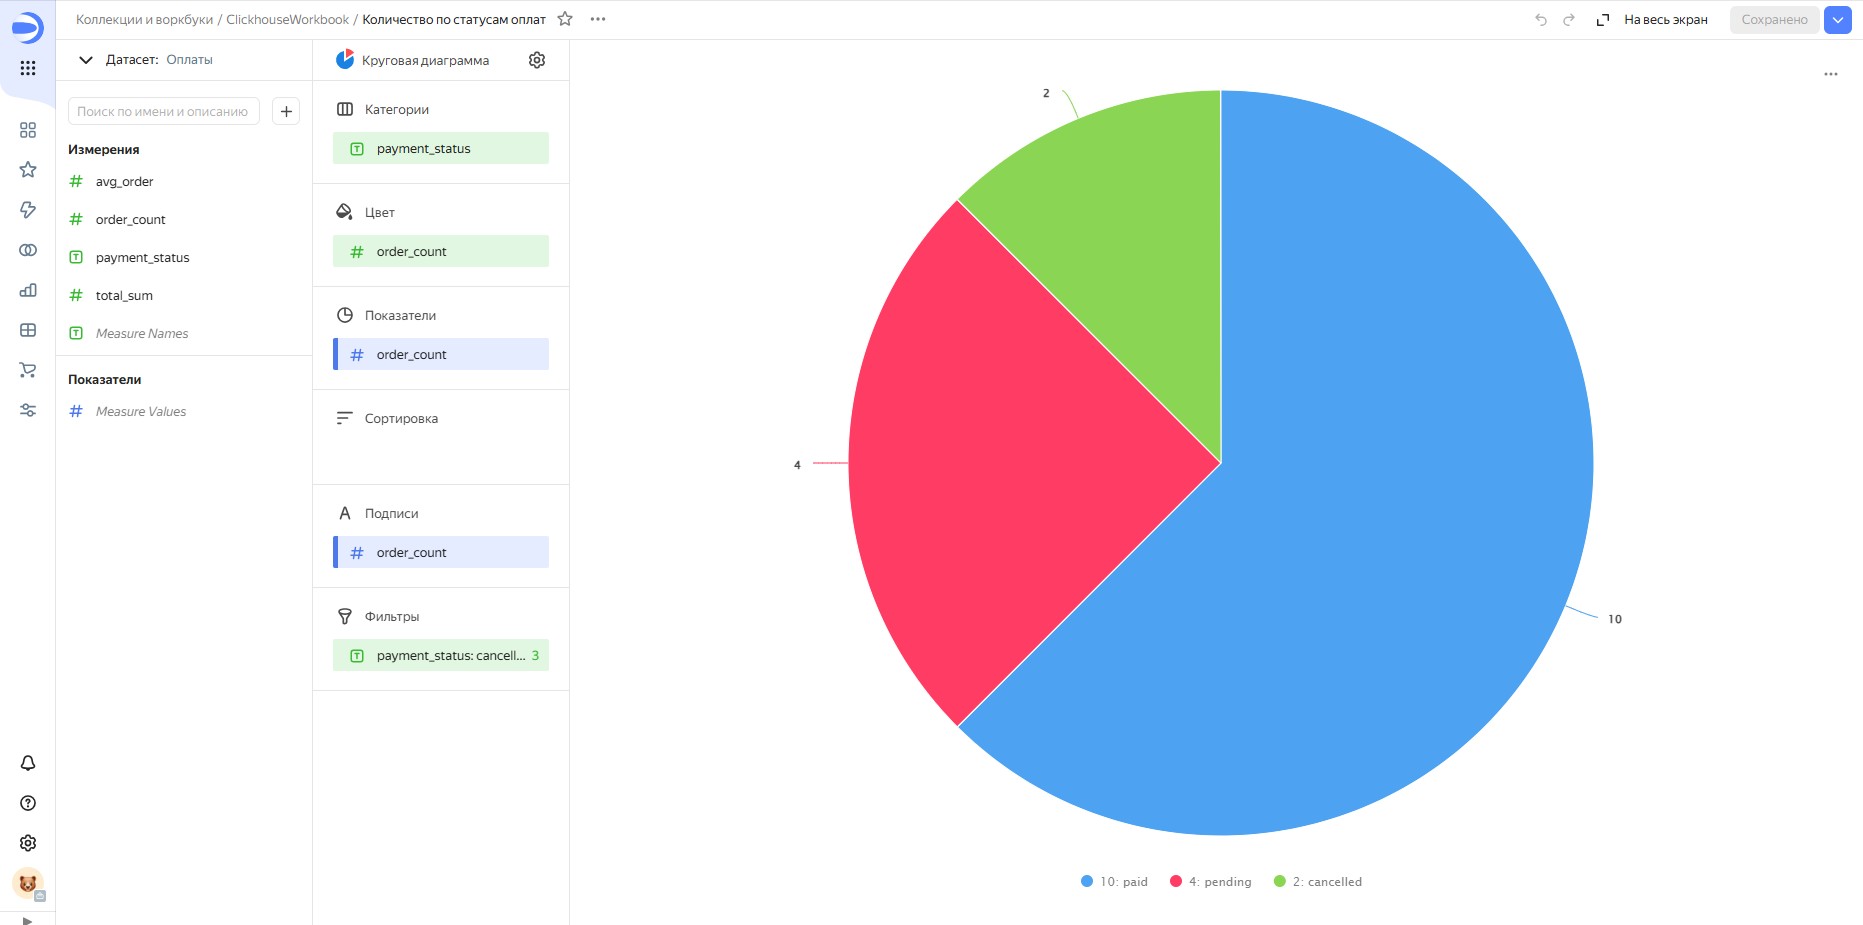 Коллекции и воркбуки / ClickhouseWorkbook / Количество по статусам оплат
На весь экран
Сохранено
Датасет: Оплаты
Поиск по имени и описанию
Измерения
avg_order
order_count
payment_status
total_sum
Measure Names
Показатели
Measure Values
Круговая диаграмма
Категории
payment_status
Цвет
order_count
Показатели
order_count
Сортировка
Подписи
order_count
Фильтры
payment_status: cancell... 3
2
4
10
10: paid 4: pending 2: cancelled